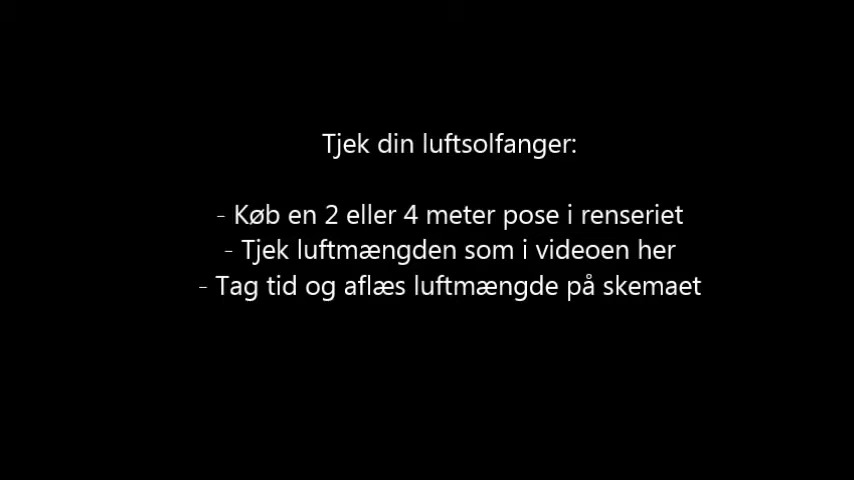 Tjek din luftsolfanger:
- Køb en 2 eller 4 meter pose i renseriet
- Tjek luftmængden som i videoen her
- Tag tid og aflæs luftmængde på skemaet